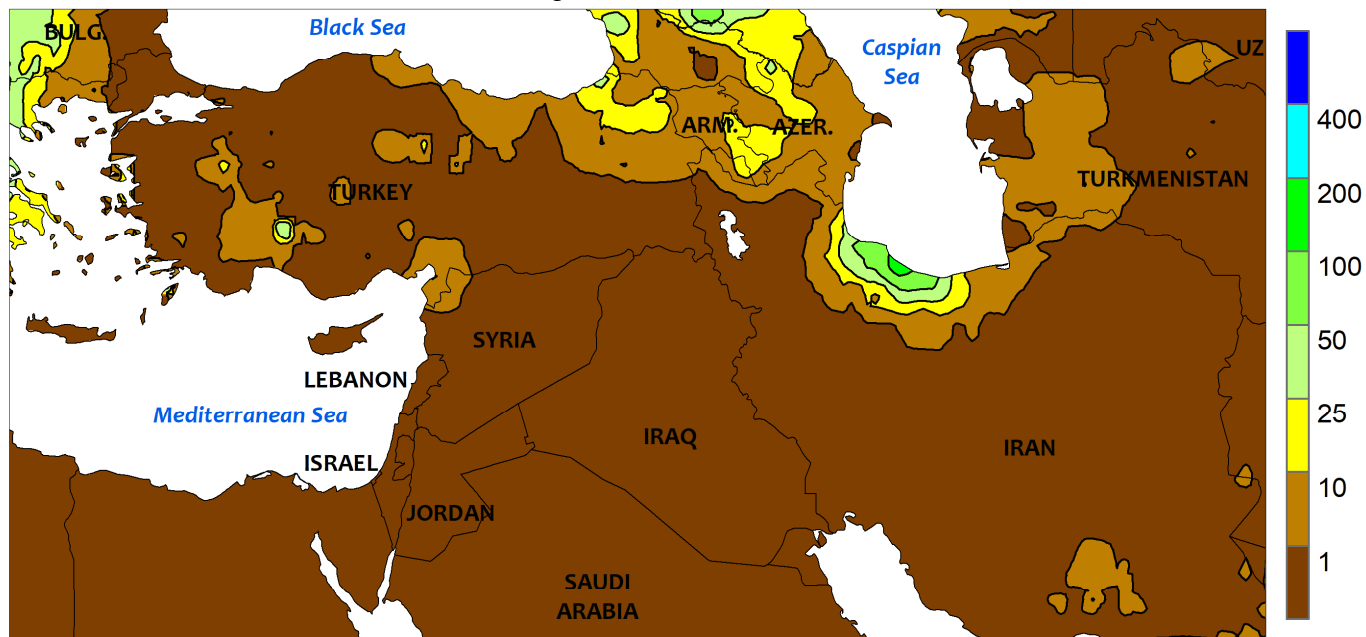 BULG.
Black Sea
Caspian
Sea
UZ
ARM.
AZER.
TURKEY
TURKMENISTAN
SYRIA
LEBANON
Mediterranean Sea
IRAQ
IRAN
ISRAEL
JORDAN
SAUDI
ARABIA
400
200
100
50
25
10
1